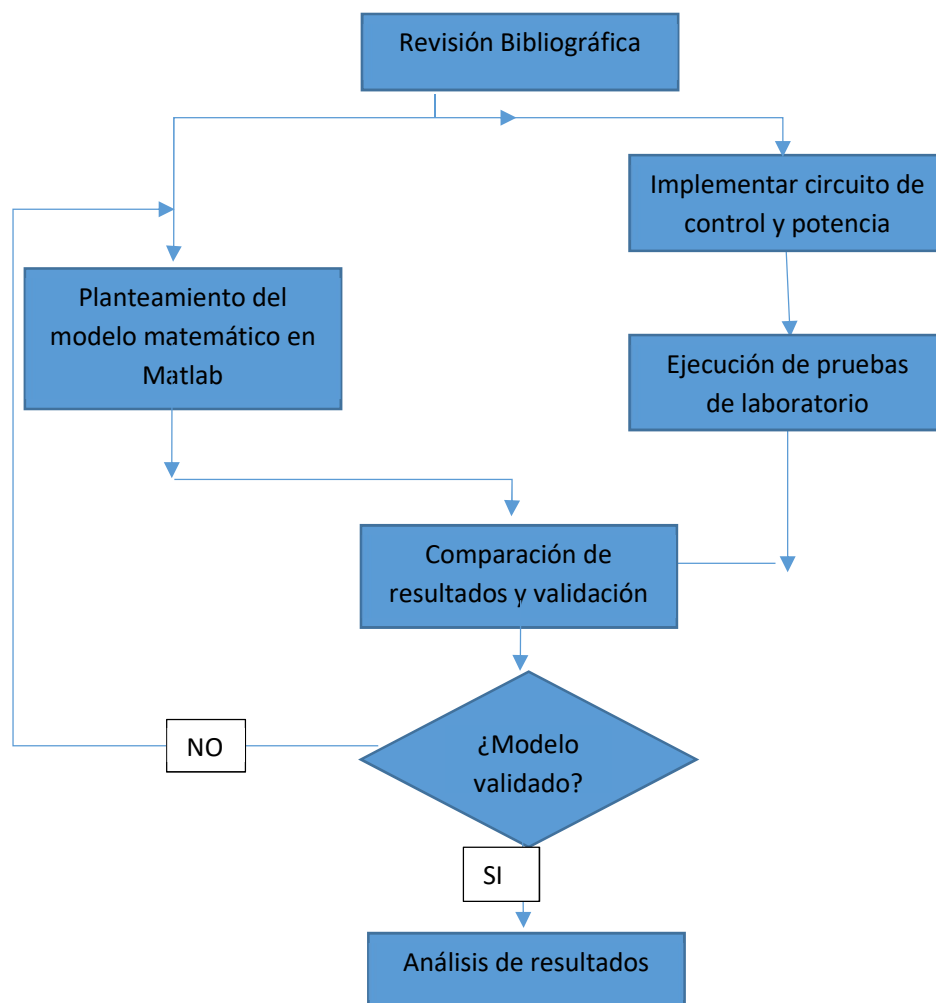 Revisión Bibliográfica
Implementar circuito de
control y potencia
Planteamiento del
modelo matemático en
Matlab
Ejecución de pruebas
de laboratorio
Comparación de
resultados y validación
NO
¿Modelo
validado?
SI
Análisis de resultados